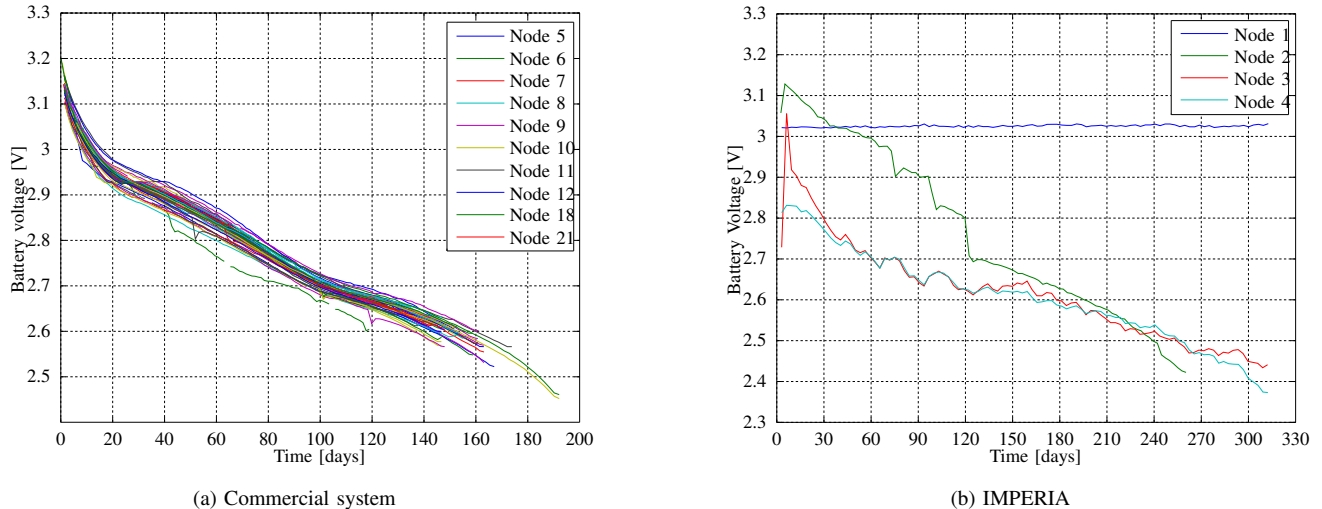 3.3
3.2
3.1
3
2.9
2.8
2.7
2.6
2.5
Battery voltage [V]
0 20 40 60 80 100 120 140 160 180 200
Time [days]
Node 5
Node 6
Node 7
Node 8
Node 9
Node 10
Node 11
Node 12
Node 18
Node 21
(a) Commercial system
3.3
3.2
3.1
3
2.9
2.8
2.7
2.6
2.5
2.4
2.3
Battery Voltage [V]
0 30 60 90 120 150 180 210 240 270 300 330
Time [days]
Node 1
Node 2
Node 3
Node 4
(b) IMPERIA